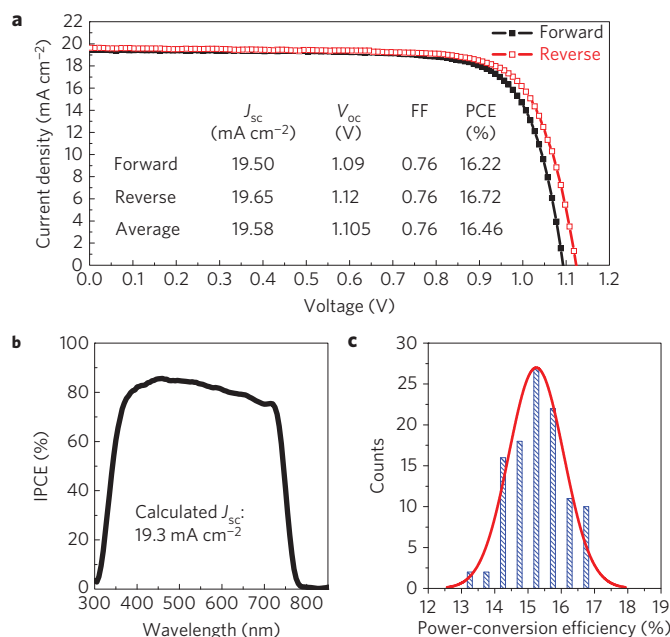 a
Current density (mA cm⁻²)
22
20
18
16
14
12
10
8
6
4
2
0
Forward
Reverse
Jsc (mA cm⁻²) Voc (V) FF PCE (%)
Forward 19.50 1.09 0.76 16.22
Reverse 19.65 1.12 0.76 16.72
Average 19.58 1.105 0.76 16.46
0.0 0.1 0.2 0.3 0.4 0.5 0.6 0.7 0.8 0.9 1.0 1.1 1.2
Voltage (V)
b
IPCE (%)
100
80
60
40
20
0
Calculated Jsc:
19.3 mA cm⁻²
300 400 500 600 700 800
Wavelength (nm)
c
Counts
30
25
20
15
10
5
0
12 13 14 15 16 17 18 19
Power-conversion efficiency (%)